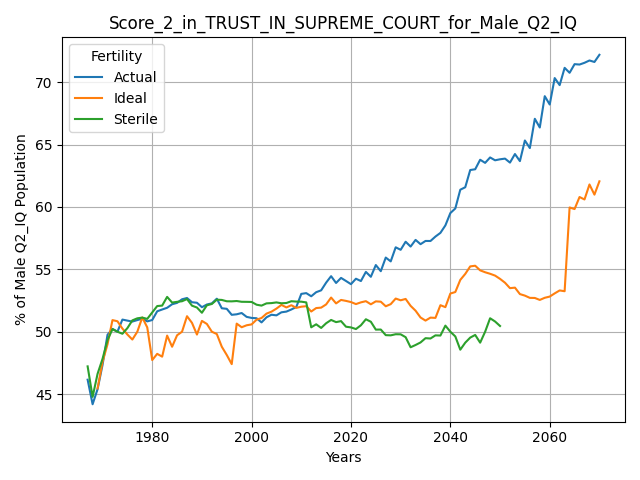 Score_2_in_TRUST_IN_SUPREME_COURT_for_Male_Q2_IQ
Fertility
Actual
Ideal
Sterile
% of Male Q2_IQ Population
70
65
60
55
50
45
1980
2000
2020
2040
2060
Years